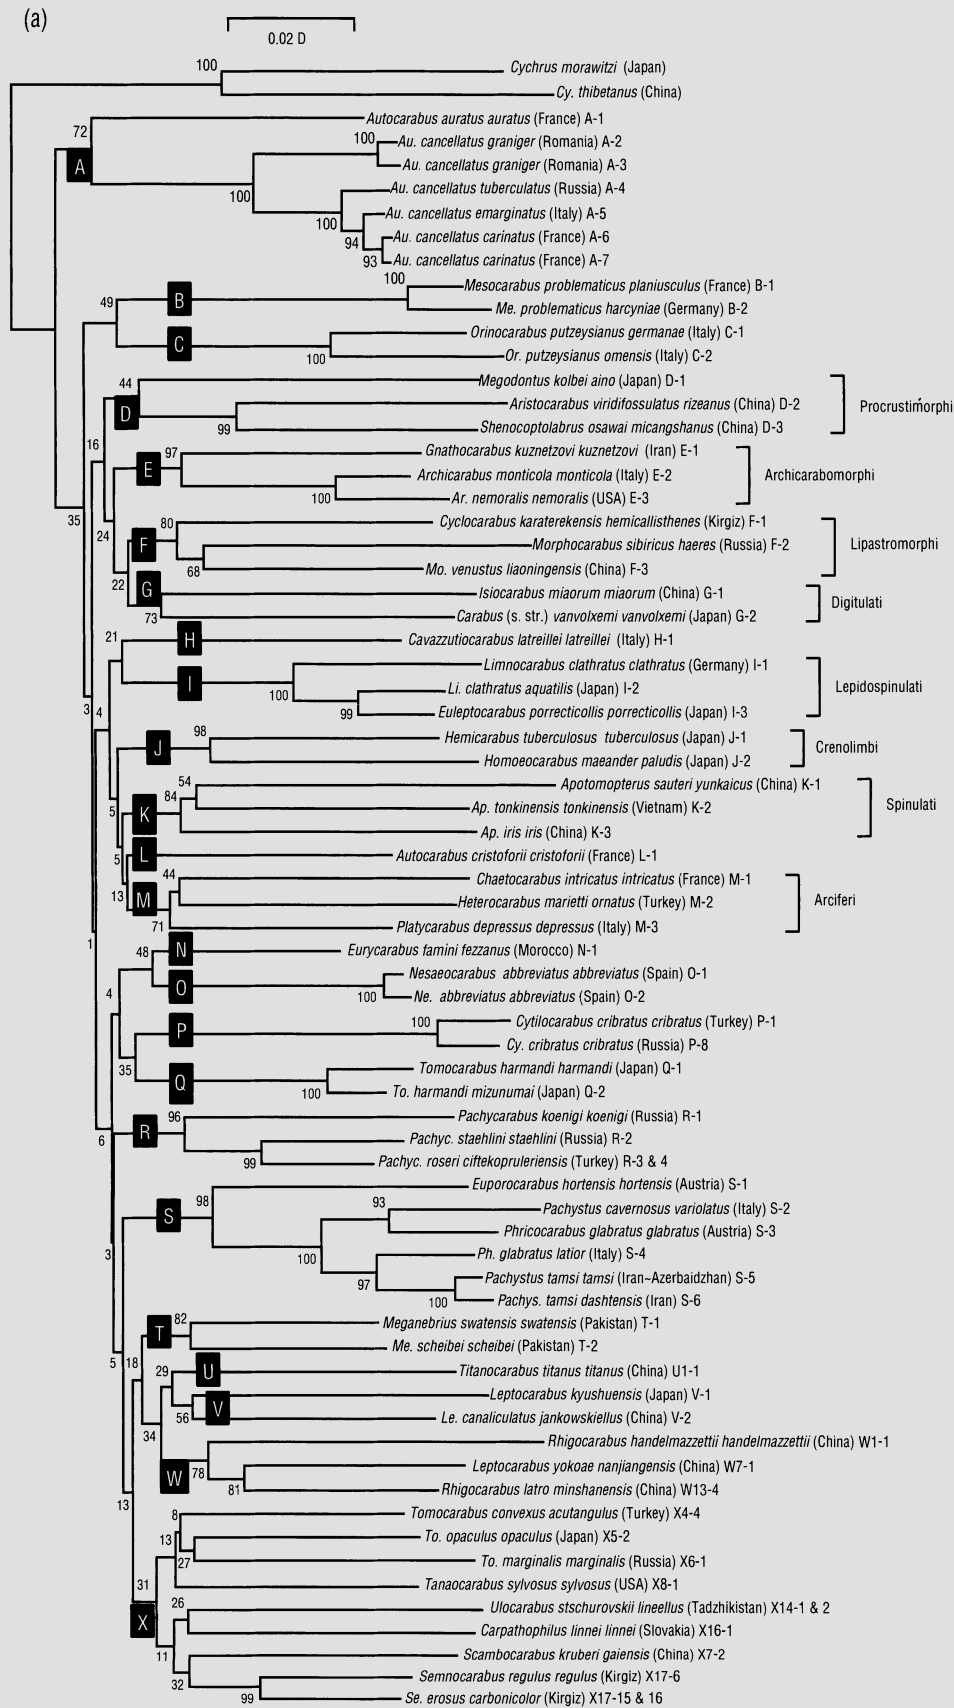 (a)
0.02 D
100
Cychrus morawitzi (Japan)
Cy. thibetanus (China)
72
A
Autocarabus auratus auratus (France) A-1
100
Au. cancellatus graniger (Romania) A-2
Au. cancellatus graniger (Romania) A-3
100
Au. cancellatus tuberculatus (Russia) A-4
100
Au. cancellatus emarginatus (Italy) A-5
94
Au. cancellatus carinatus (France) A-6
93
Au. cancellatus carinatus (France) A-7
100
49
B
Mesocarabus problematicus planiusculus (France) B-1
Me. problematicus harcyniae (Germany) B-2
C
Orinocarabus putzeysianus germanae (Italy) C-1
100
Or. putzeysianus omensis (Italy) C-2
44
D
Megodontus kolbei aino (Japan) D-1
Aristocarabus viridifossulatus rizeanus (China) D-2
99
Shenocoptolabrus osawai micangshanus (China) D-3
Procrustimorphi
16
97
E
Gnathocarabus kuznetzovi kuznetzovi (Iran) E-1
Archicarabus monticola monticola (Italy) E-2
100
Ar. nemoralis nemoralis (USA) E-3
Archicarabomorphi
35
24
80
F
Cyclocarabus karaterekensis hemicallisthenes (Kirgiz) F-1
Morphocarabus sibiricus haeres (Russia) F-2
68
Mo. venustus liaoningensis (China) F-3
Lipastromorphi
22
G
Isiocarabus miaorum miaorum (China) G-1
73
Carabus (s. str.) vanvolxemi vanvolxemi (Japan) G-2
Digitulati
21
H
Cavazzutiocarabus latreillei latreillei (Italy) H-1
I
Limnocarabus clathratus clathratus (Germany) I-1
100
Li. clathratus aquatilis (Japan) I-2
99
Euleptocarabus porrecticollis porrecticollis (Japan) I-3
Lepidospinulati
3
4
98
J
Hemicarabus tuberculosus tuberculosus (Japan) J-1
Homoeocarabus maeander paludis (Japan) J-2
Crenolimbi
54
84
5
K
Apotomopterus sauteri yunkaicus (China) K-1
Ap. tonkinensis tonkinensis (Vietnam) K-2
Ap. iris iris (China) K-3
Spinulati
5
L
Autocarabus cristoforii cristoforii (France) L-1
44
13
M
Chaetocarabus intricatus intricatus (France) M-1
Heterocarabus marietti ornatus (Turkey) M-2
71
Platycarabus depressus depressus (Italy) M-3
Arciferi
1
48
N
Eurycarabus famini fezzanus (Morocco) N-1
4
O
Nesaeocarabus abbreviatus abbreviatus (Spain) O-1
100
Ne. abbreviatus abbreviatus (Spain) O-2
P
100
Cytilocarabus cribratus cribratus (Turkey) P-1
Cy. cribratus cribratus (Russia) P-8
35
Q
Tomocarabus harmandi harmandi (Japan) Q-1
100
To. harmandi mizunumai (Japan) Q-2
6
96
R
Pachycarabus koenigi koenigi (Russia) R-1
Pachyc. staehlini staehlini (Russia) R-2
99
Pachyc. roseri ciftekopruleriensis (Turkey) R-3 & 4
98
S
Euporocarabus hortensis hortensis (Austria) S-1
93
Pachystus cavernosus variolatus (Italy) S-2
Phricocarabus glabratus glabratus (Austria) S-3
3
100
Ph. glabratus latior (Italy) S-4
97
Pachystus tamsi tamsi (Iran~Azerbaidzhan) S-5
100
Pachys. tamsi dashtensis (Iran) S-6
82
T
Meganebrius swatensis swatensis (Pakistan) T-1
Me. scheibei scheibei (Pakistan) T-2
5
18
29
U
Titanocarabus titanus titanus (China) U1-1
56
V
Leptocarabus kyushuensis (Japan) V-1
Le. canaliculatus jankowskiellus (China) V-2
34
W
78
Rhigocarabus handelmazzettii handelmazzettii (China) W1-1
Leptocarabus yokoae nanjiangensis (China) W7-1
81
Rhigocarabus latro minshanensis (China) W13-4
13
8
Tomocarabus convexus acutangulus (Turkey) X4-4
13
To. opaculus opaculus (Japan) X5-2
27
To. marginalis marginalis (Russia) X6-1
31
Tanaocarabus sylvosus sylvosus (USA) X8-1
X
26
Ulocarabus stschurovskii lineellus (Tadzhikistan) X14-1 & 2
Carpathophilus linnei linnei (Slovakia) X16-1
11
Scambocarabus kruberi gaiensis (China) X7-2
32
Semnocarabus regulus regulus (Kirgiz) X17-6
99
Se. erosus carbonicolor (Kirgiz) X17-15 & 16